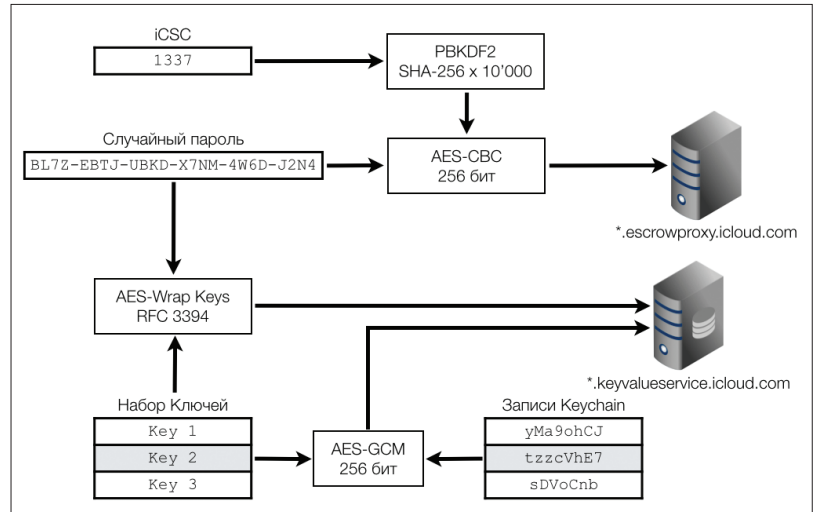 iCSC
1337
PBKDF2
SHA-256 x 10'000
Случайный пароль
BL7Z-EBTJ-UBKD-X7NM-4W6D-J2N4
AES-CBC
256 бит
*.escrowproxy.icloud.com
AES-Wrap Keys
RFC 3394
*.keyvalueservice.icloud.com
Набор Ключей
Key 1
Key 2
Key 3
AES-GCM
256 бит
Записи Keychain
yMa9ohCJ
tzzcVhE7
sDVoCnb